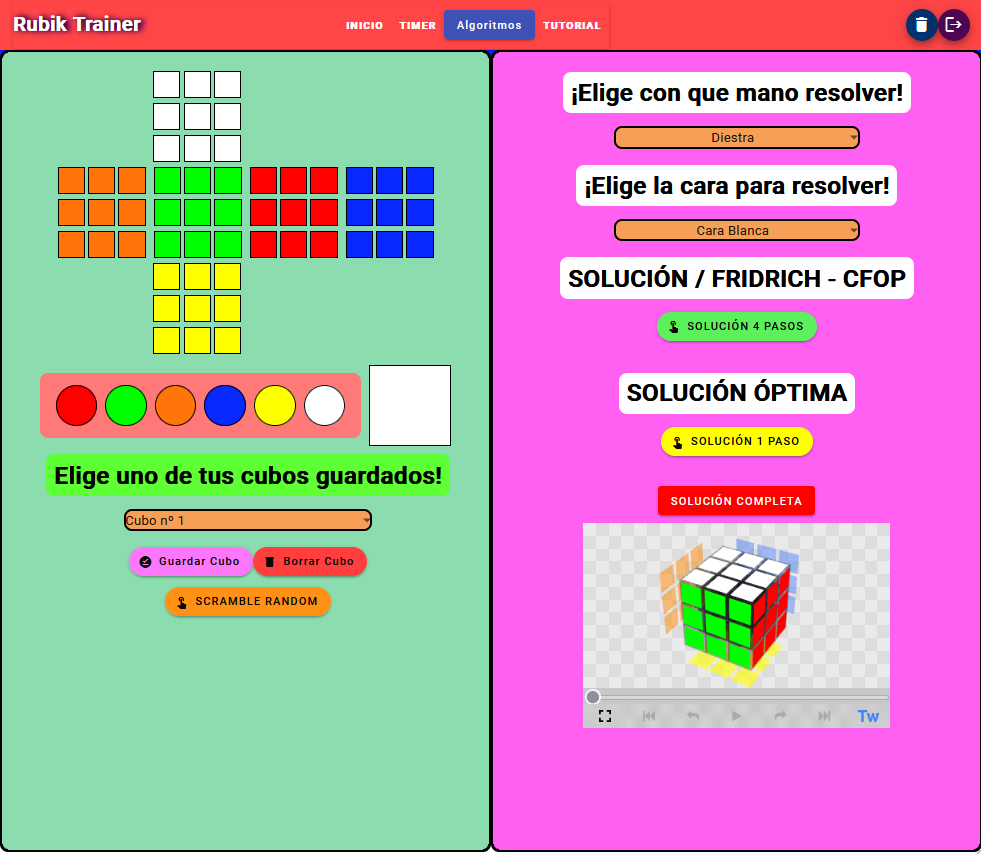 Rubik Trainer
INICIO TIMER Algoritmos TUTORIAL
Elige uno de tus cubos guardados!
Cubo nº 1
Guardar Cubo Borrar Cubo
SCRAMBLE RANDOM
¡Elige con que mano resolver!
Diestra
¡Elige la cara para resolver!
Cara Blanca
SOLUCIÓN / FRIDRICH - CFOP
SOLUCIÓN 4 PASOS
SOLUCIÓN ÓPTIMA
SOLUCIÓN 1 PASO
SOLUCIÓN COMPLETA
Tw